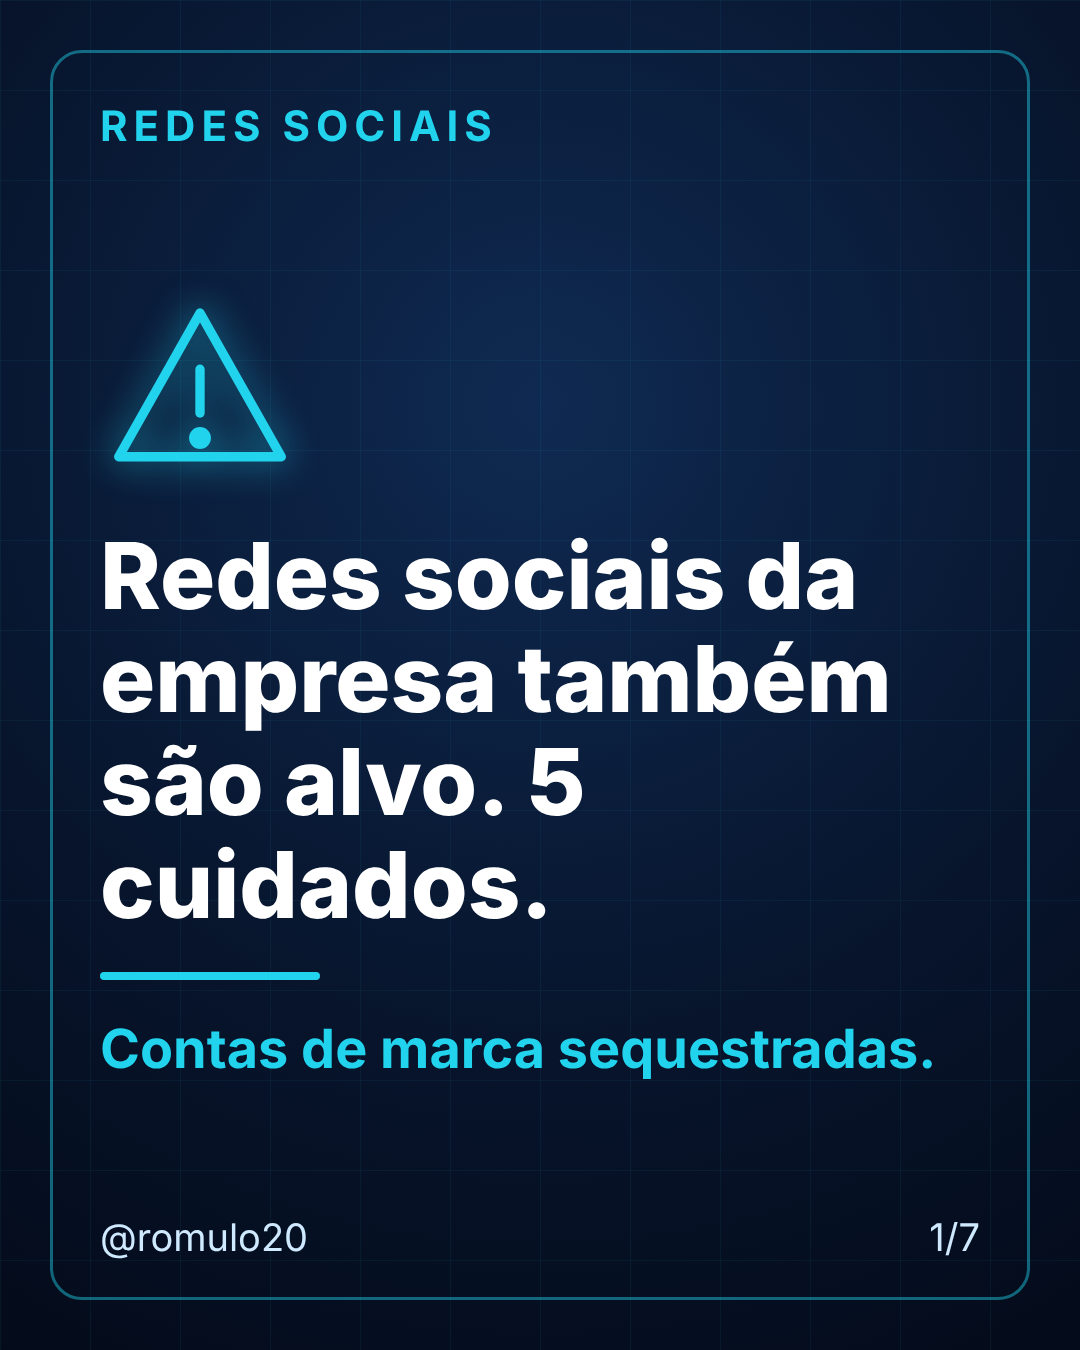 REDES SOCIAIS
Redes sociais da
empresa também
são alvo. 5
cuidados.
Contas de marca sequestradas.
@romulo20
1/7